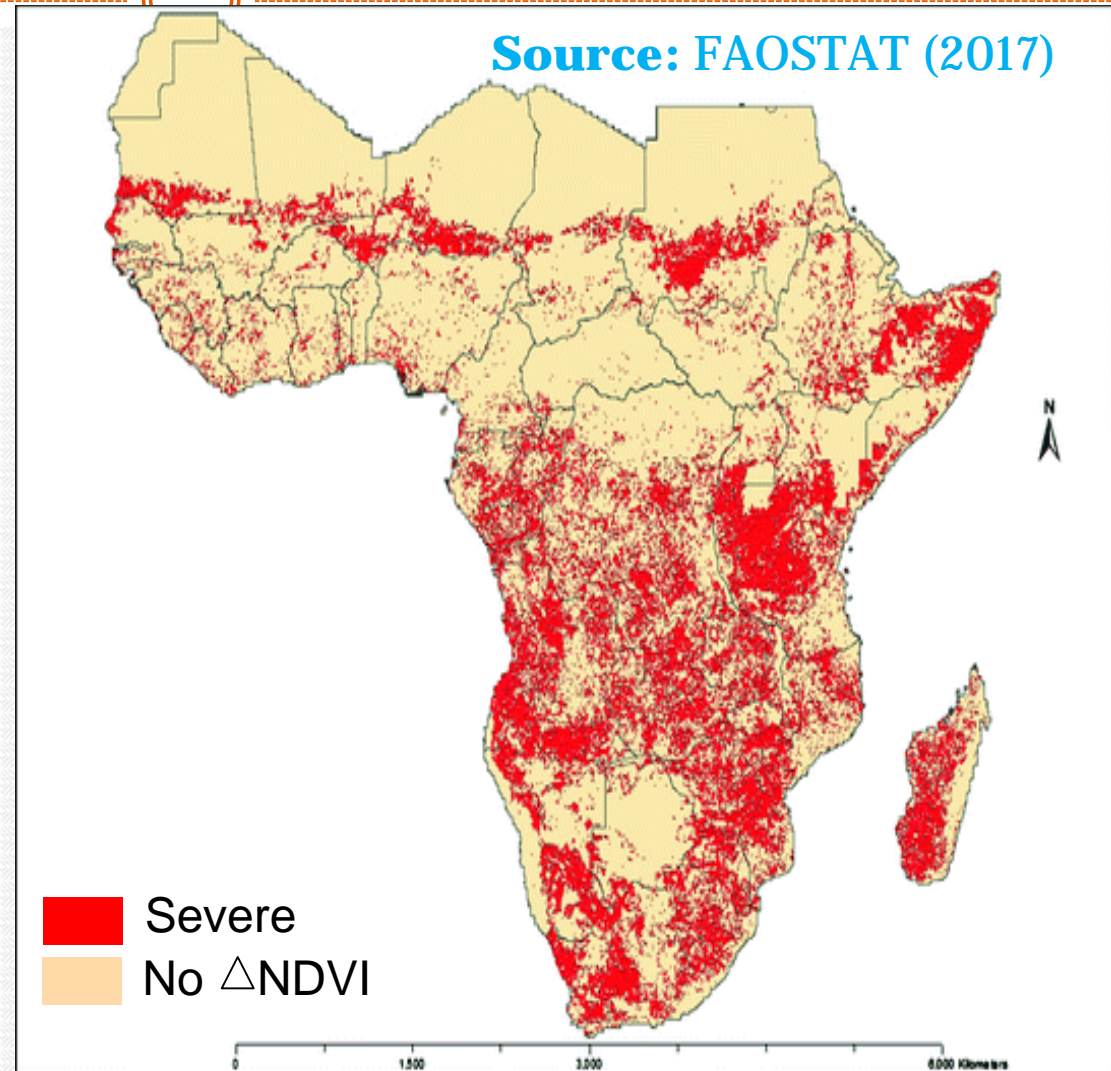 Source: FAOSTAT (2017)
N
Severe
No △NDVI
0 1,500 3,000 6,000 Kilometers